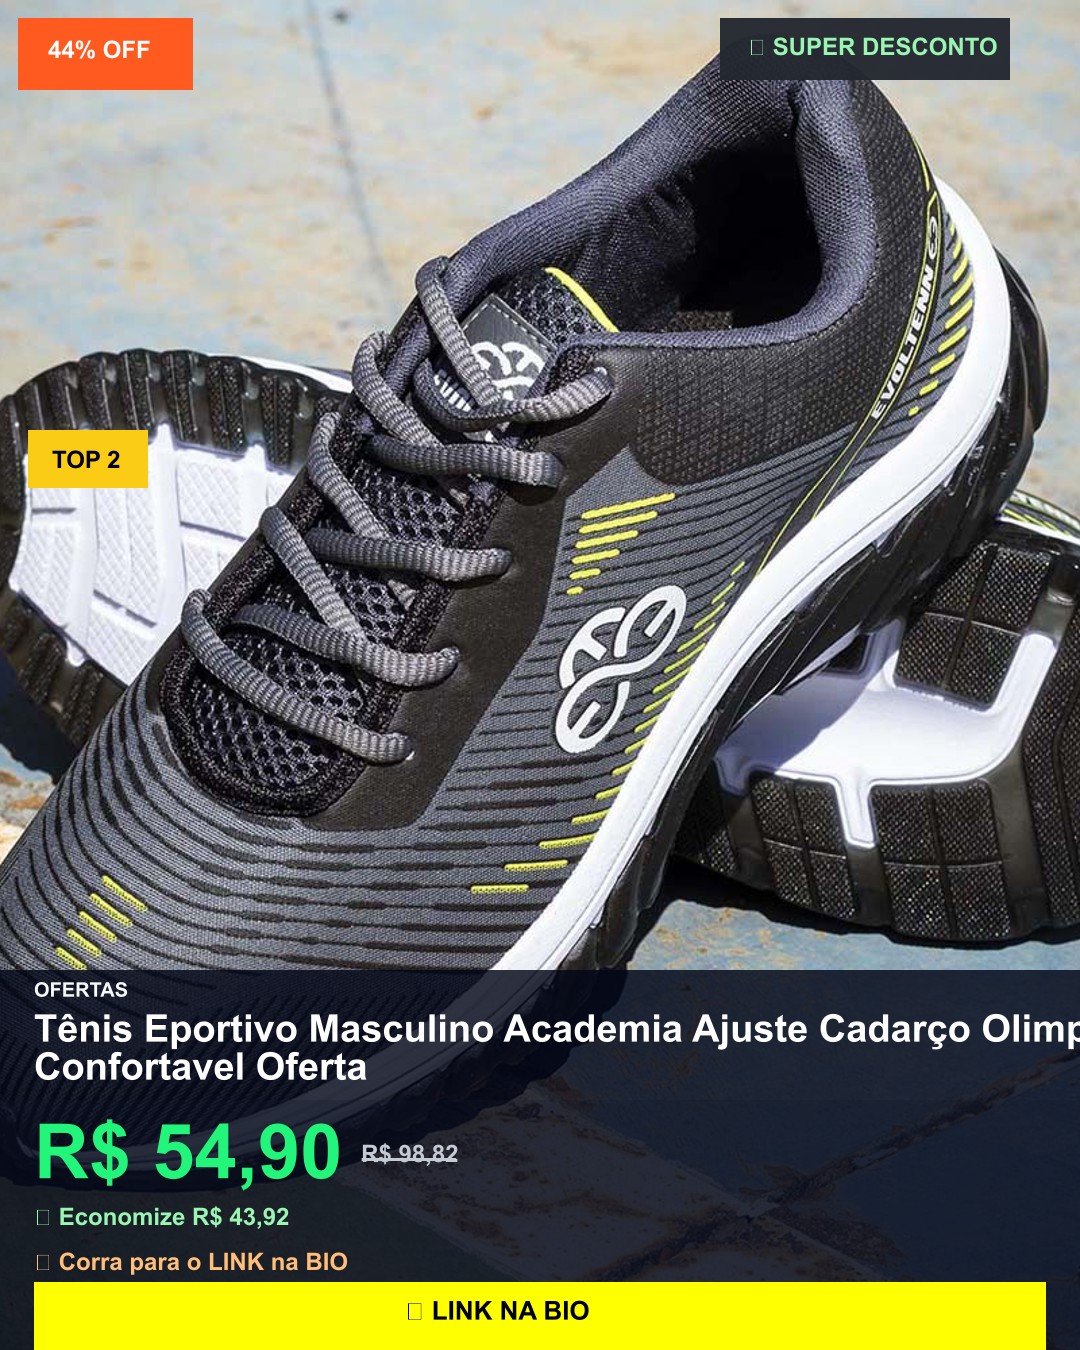 44% OFF
SUPER DESCONTO
EVOLTENN
TOP 2
OFERTAS
Tênis Eportivo Masculino Academia Ajuste Cadarço Olimp
Confortavel Oferta
R$ 54,90 R$ 98,82
Economize R$ 43,92
Corra para o LINK na BIO
LINK NA BIO